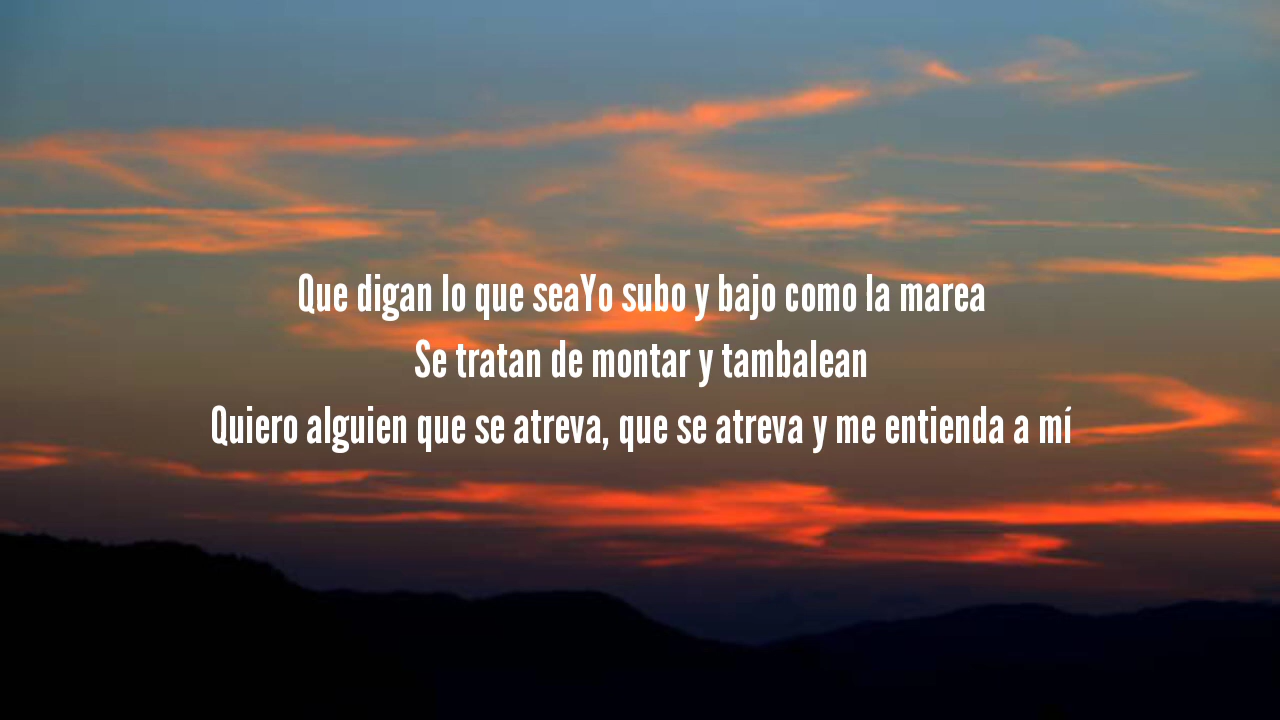 Que digan lo que seaYo subo y bajo como la marea
Se tratan de montar y tambalean
Quiero alguien que se atreva, que se atreva y me entienda a mí